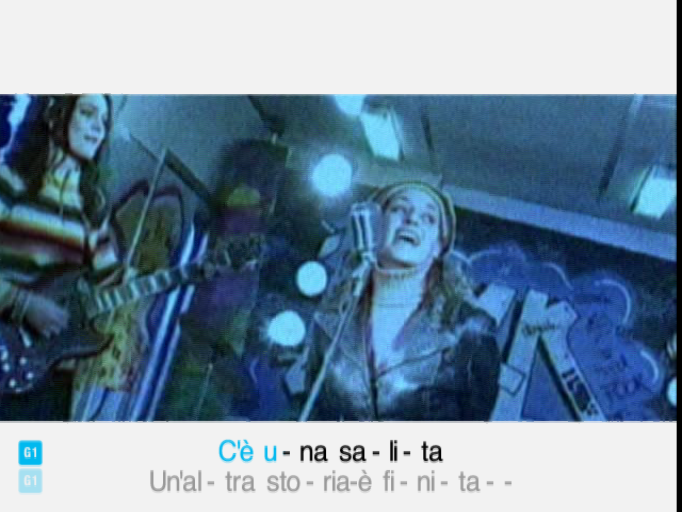 G1 C'è u - na sa - li - ta
G1 Un'al - tra sto - ria-è fi - ni - ta - -